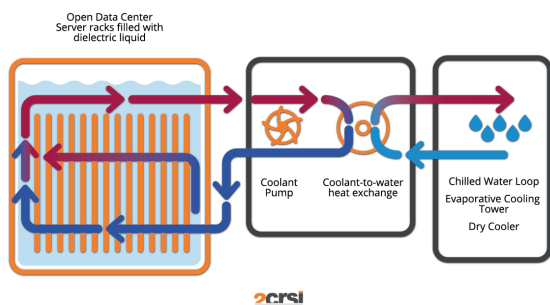 Open Data Center
Server racks filled with
dielectric liquid
Coolant
Pump
Coolant-to-water
heat exchange
Chilled Water Loop
Evaporative Cooling
Tower
Dry Cooler
2crsi